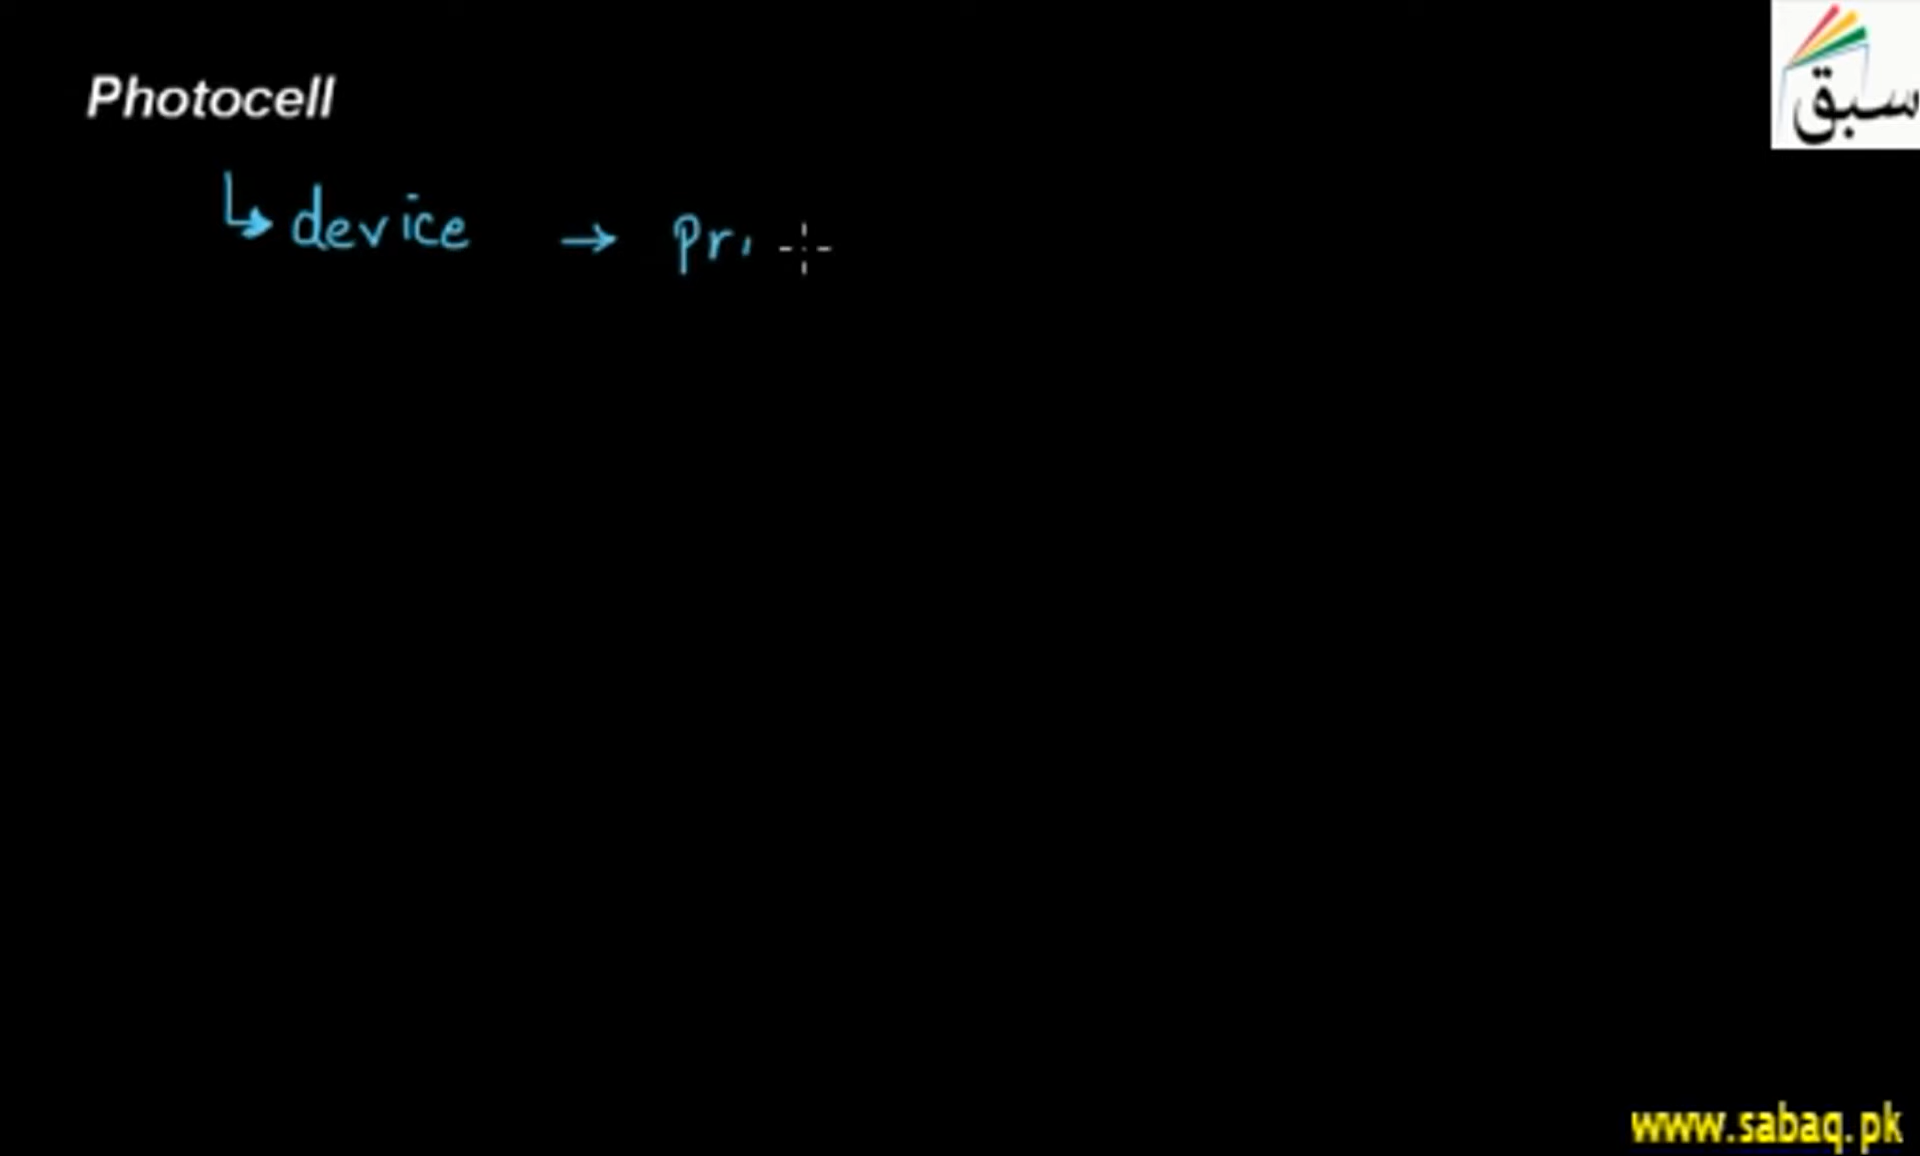 Photocell
سبق
↳ device → pr
www.sabaq.pk